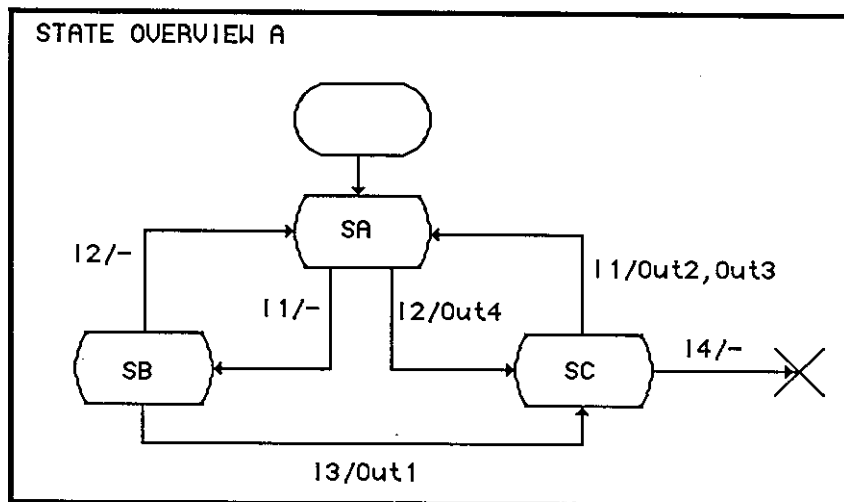 STATE OVERVIEW A
SA
I2/-
I1/-
I2/Out4
I1/Out2,Out3
SB
SC
I4/-
I3/Out1